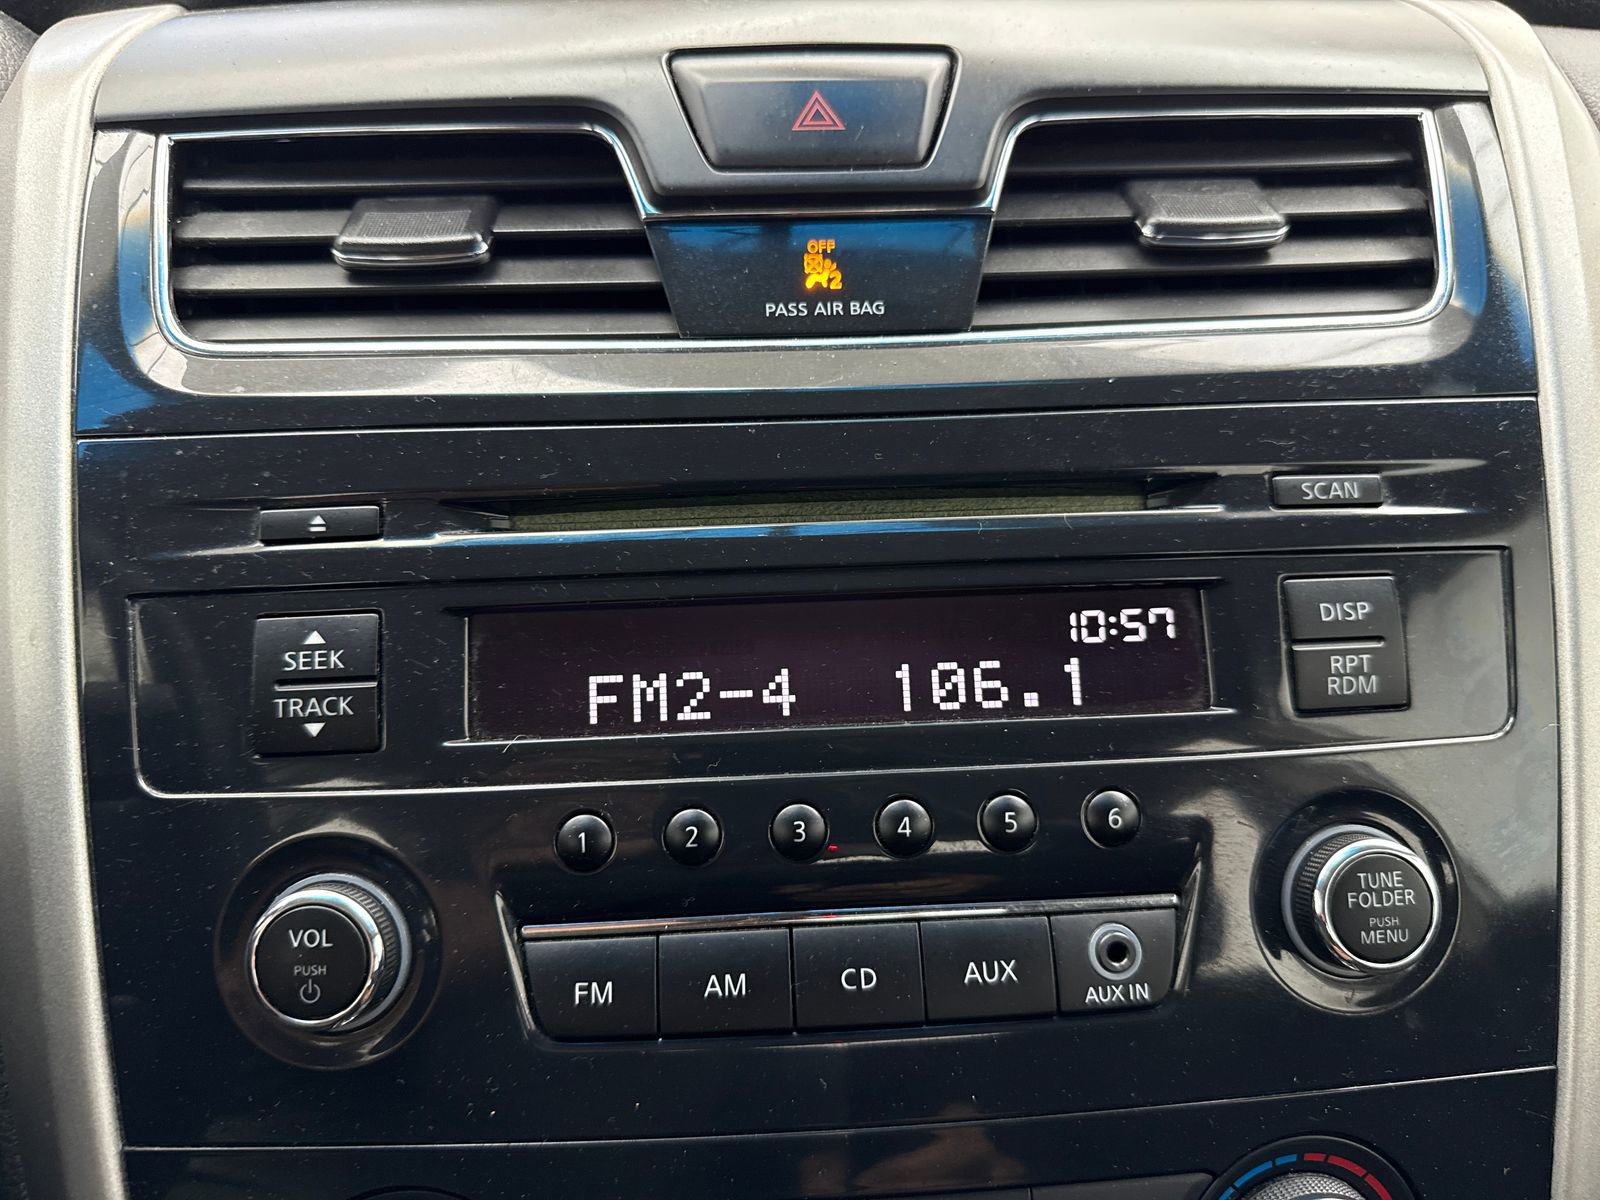 OFF
2
PASS AIR BAG
SCAN
SEEK
TRACK
10:57
FM2-4 106.1
DISP
RPT
RDM
1 2 3 4 5 6
VOL
PUSH
FM AM CD AUX AUX IN
TUNE
FOLDER
PUSH
MENU